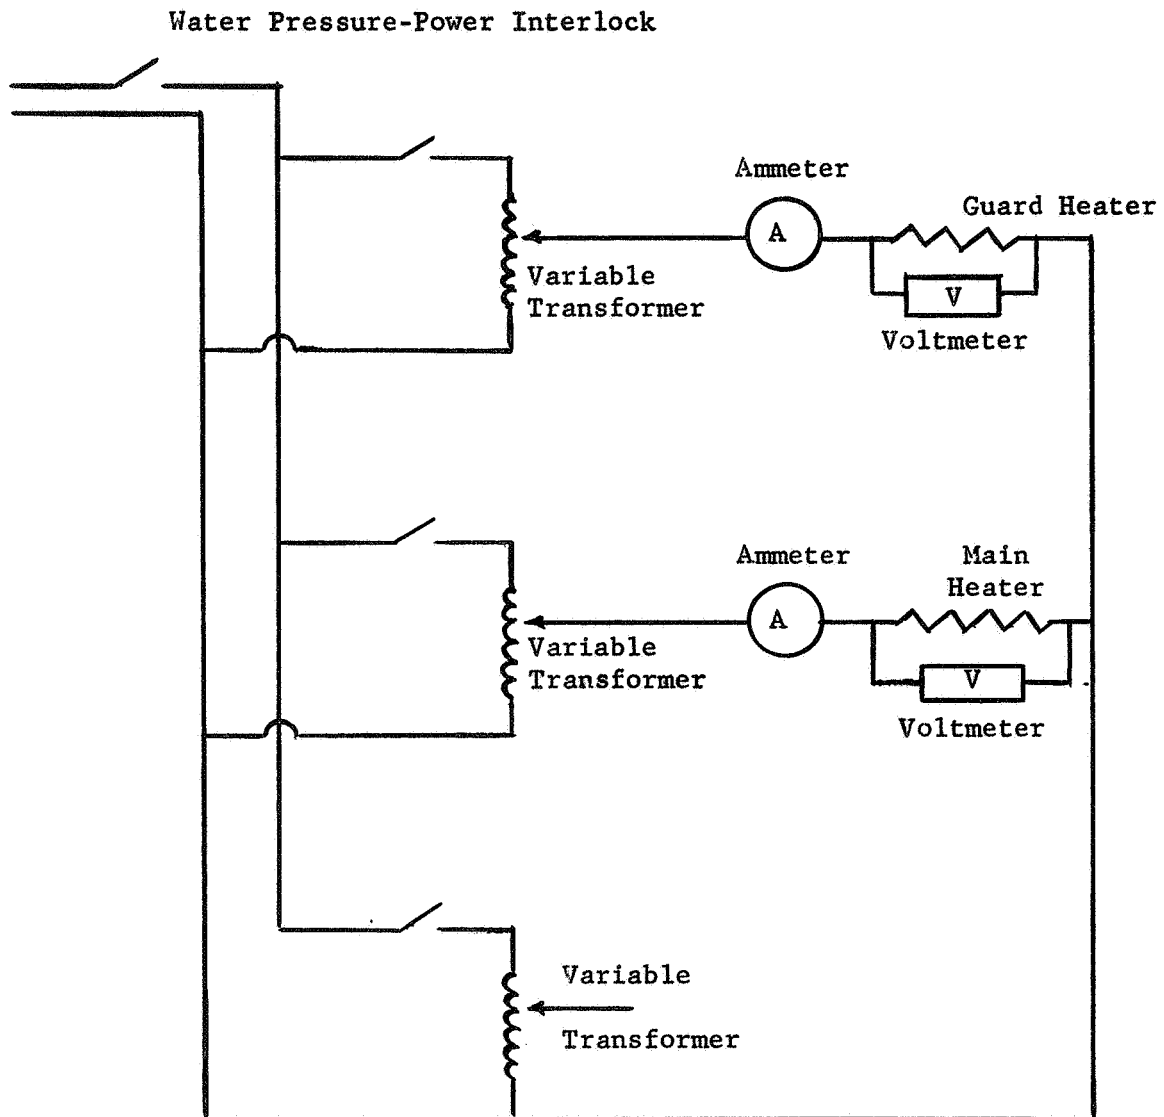 Water Pressure-Power Interlock
Ammeter
Guard Heater
A
Variable
Transformer
V
Voltmeter
Ammeter
Main
Heater
A
Variable
Transformer
V
Voltmeter
Variable
Transformer